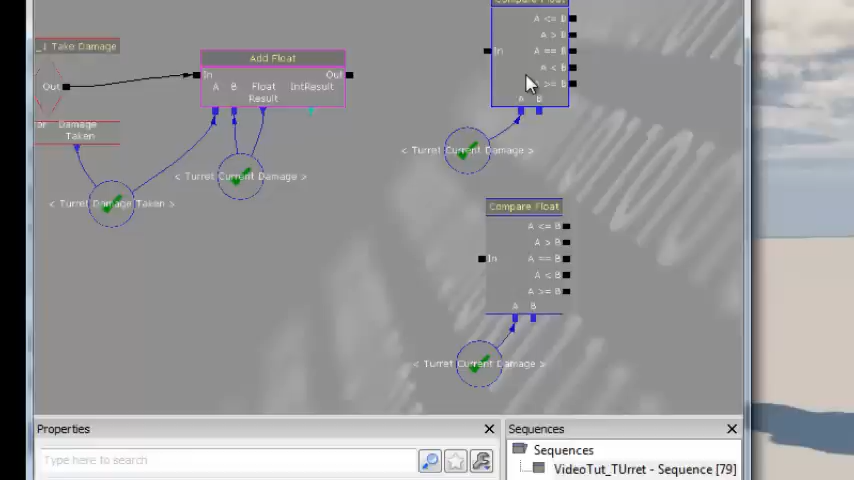 Compare Float
A <= B
A > B
In
A == B
A < B
>= B
A B
Take Damage
Out
Add Float
In
Out
A B Float
Result
IntResult
Damage
Taken
< Turret Current Damage >
< Turret Damage Taken >
< Turret Current Damage >
Compare Float
A <= B
A > B
In
A == B
A < B
A >= B
A B
< Turret Current Damage >
Properties
Type here to search
Sequences
Sequences
VideoTut_TUrret - Sequence [79]